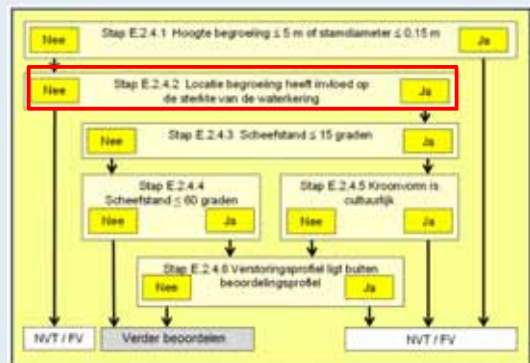 Stap E.2.4.1 Hoogte begroeiing ≤ 5 m of stamdiameter ≤ 0,15 m
Nee
Ja
Stap E.2.4.2 Locatie begroeiing heeft invloed op
de sterkte van de waterkering
Nee
Ja
Stap E.2.4.3 Scheefstand ≤ 15 graden
Nee
Ja
Stap E.2.4.4
Scheefstand ≤ 60 graden
Nee
Ja
Stap E.2.4.5 Kroonvorm is
cultuurlijk
Nee
Ja
Stap E.2.4.6 Verstoringsprofiel ligt buiten
beoordelingsprofiel
Nee
Ja
NVT / FV
Verder beoordelen
NVT / FV